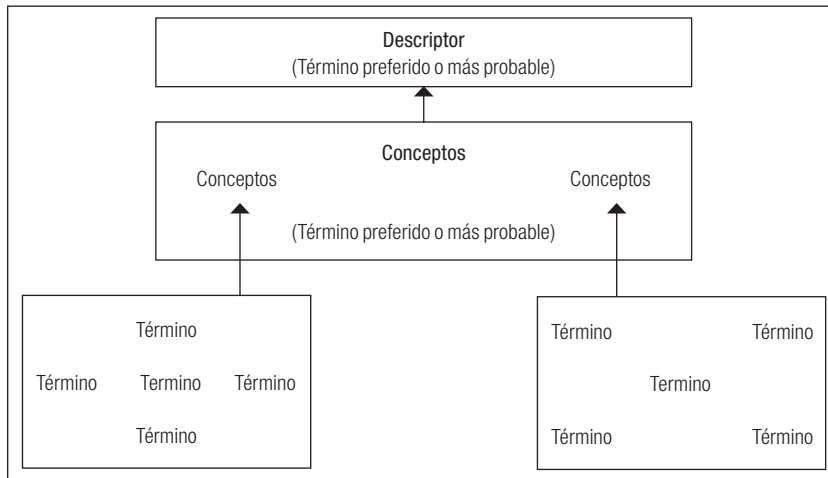 Descriptor
(Término preferido o más probable)
Conceptos
Conceptos Conceptos
(Término preferido o más probable)
Término
Término Termino Término
Término
Término Término
Termino
Término Término